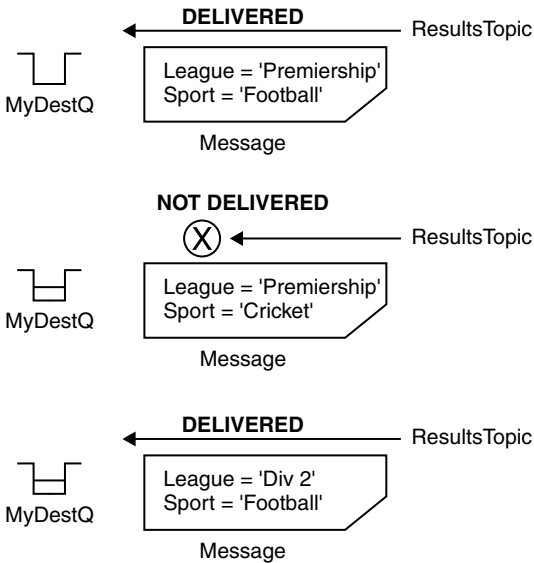 DELIVERED
ResultsTopic
League = 'Premiership'
Sport = 'Football'
MyDestQ
Message
NOT DELIVERED
X
ResultsTopic
League = 'Premiership'
Sport = 'Cricket'
MyDestQ
Message
DELIVERED
ResultsTopic
League = 'Div 2'
Sport = 'Football'
MyDestQ
Message